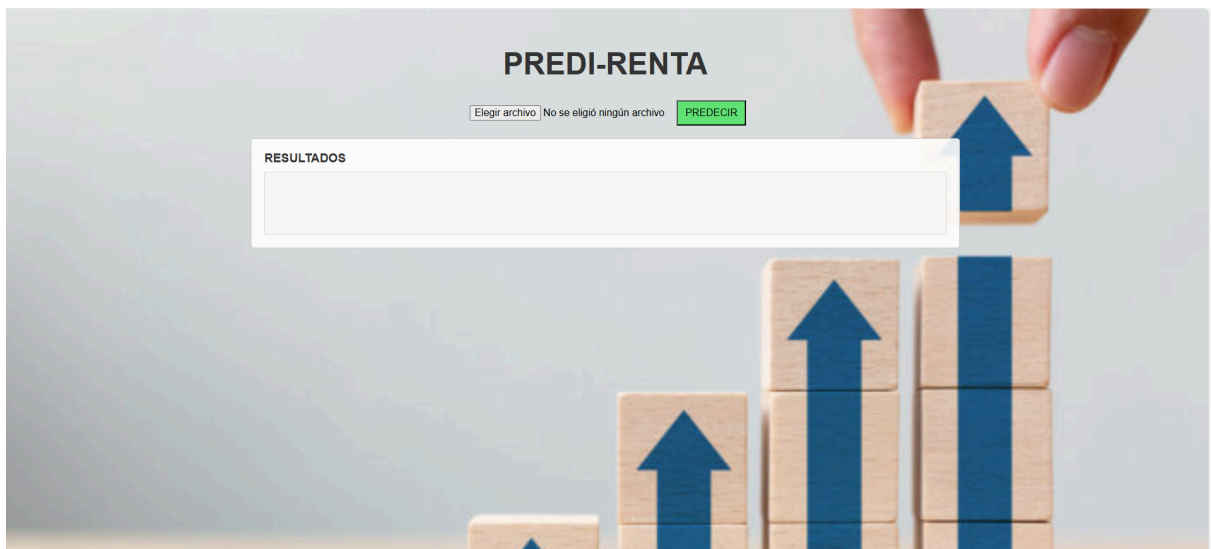 PREDI-RENTA
Elegir archivo No se eligió ningún archivo PREDECIR
RESULTADOS